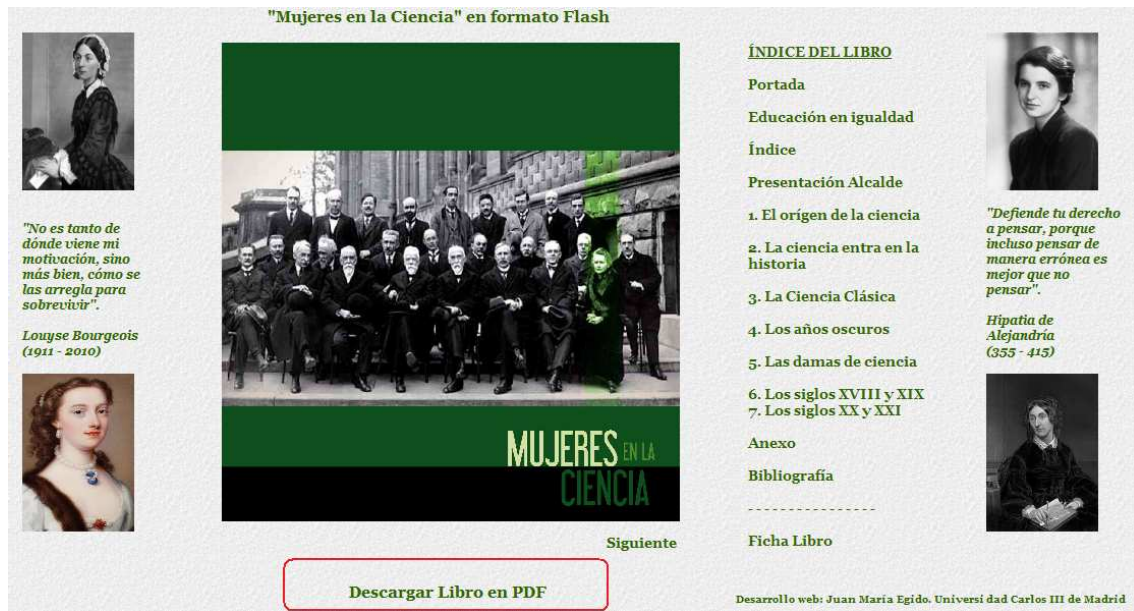 "Mujeres en la Ciencia" en formato Flash
"No es tanto de
dónde viene mi
motivación, sino
más bien, cómo se
las arregla para
sobrevivir".
Louyse Bourgeois
(1911 - 2010)
MUJERES EN LA
CIENCIA
Siguiente
Descargar Libro en PDF
ÍNDICE DEL LIBRO
Portada
Educación en igualdad
Índice
Presentación Alcalde
1. El orígen de la ciencia
2. La ciencia entra en la
historia
3. La Ciencia Clásica
4. Los años oscuros
5. Las damas de ciencia
6. Los siglos XVIII y XIX
7. Los siglos XX y XXI
Anexo
Bibliografía
- - - - - - - - - - - - - - - -
Ficha Libro
"Defiende tu derecho
a pensar, porque
incluso pensar de
manera errónea es
mejor que no
pensar".
Hipatia de
Alejandría
(355 - 415)
Desarrollo web: Juan María Egido. Universi dad Carlos III de Madrid